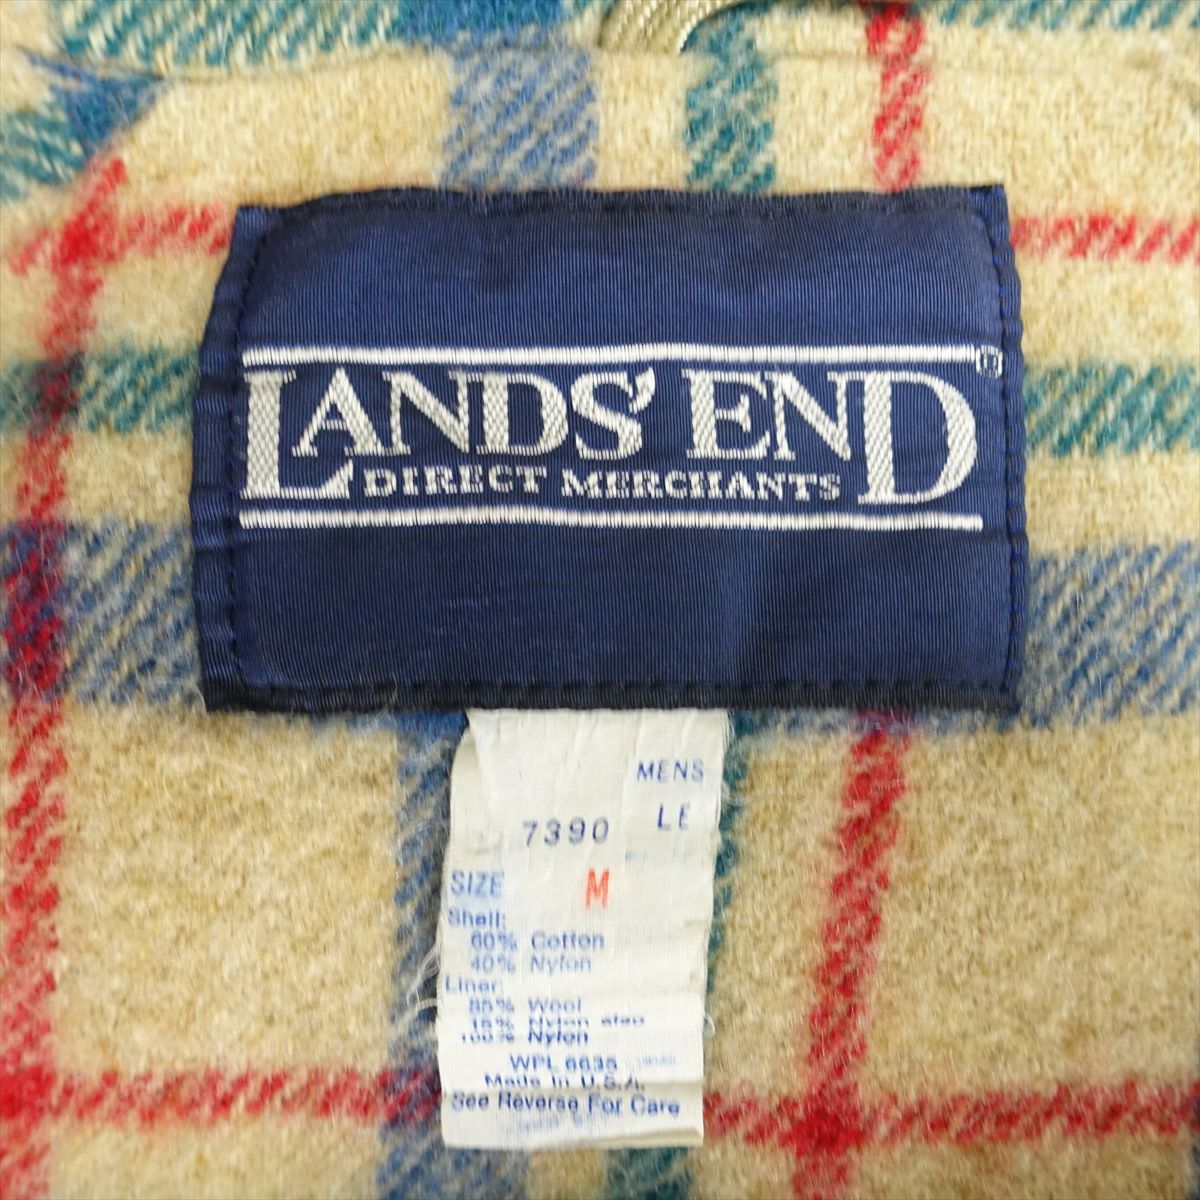 LANDS' END ®
DIRECT MERCHANTS
MENS
7390 LE
SIZE M
Shell:
60% Cotton
40% Nylon
Liner:
85% Wool
15% Nylon
100% Nylon
WPL 6635
Made In U.S.A.
See Reverse For Care